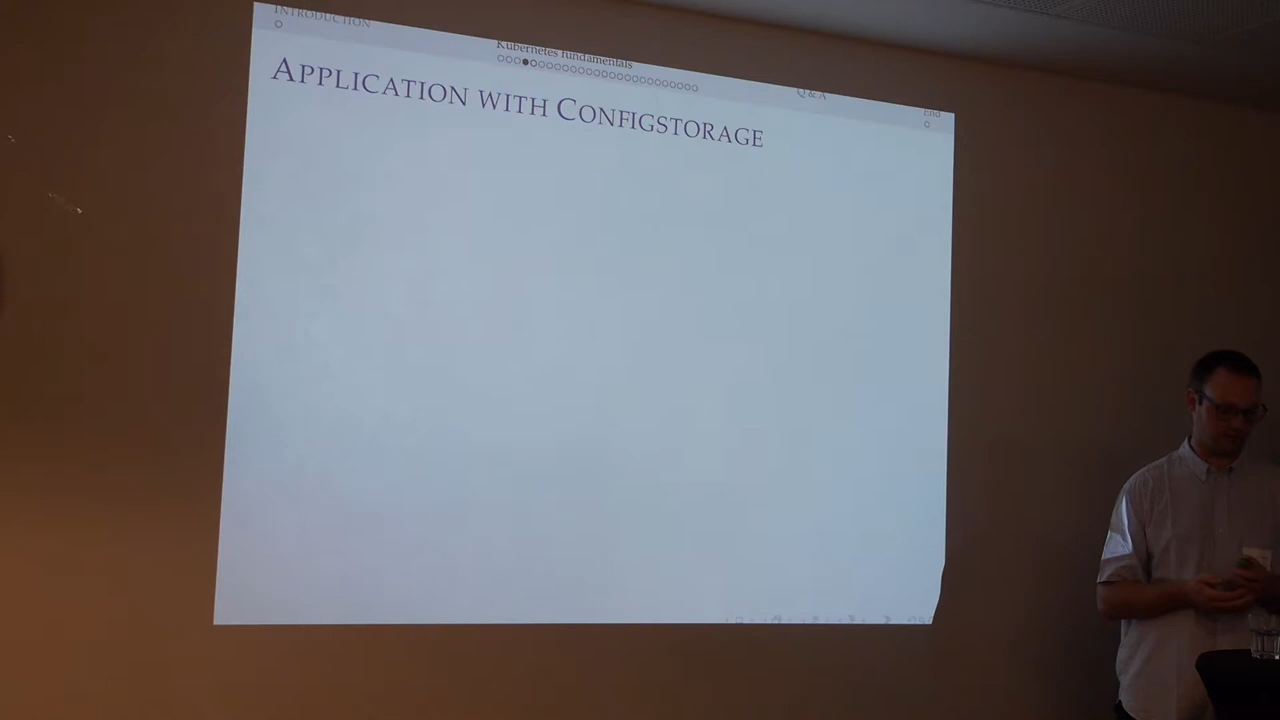 INTRODUCTION
Kubernetes fundamentals
Q & A
End
APPLICATION WITH CONFIGSTORAGE